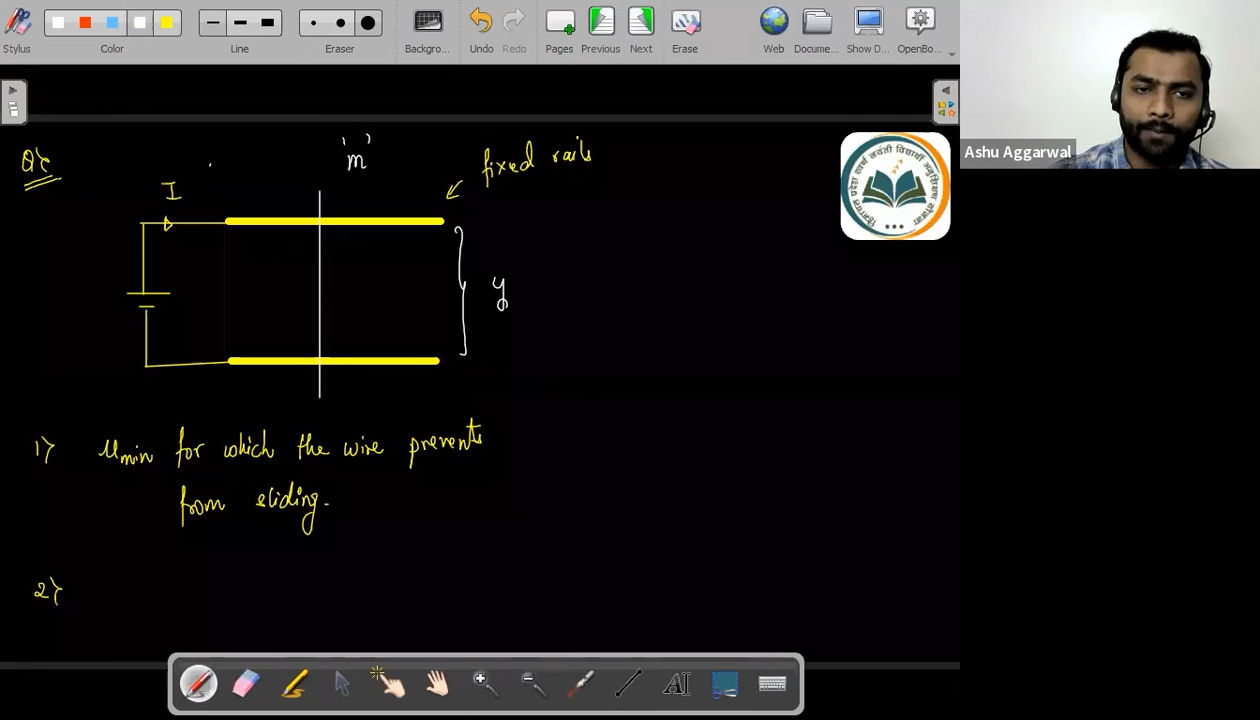 Stylus
Color
Line
Eraser
Backgro...
Undo
Redo
Pages
Previous
Next
Erase
Web
Docume...
Show D...
OpenBo...
Ashu Aggarwal
'm'
fixed rails
I
y
1) μmin for which the wire prevents
from sliding.
2)
AI